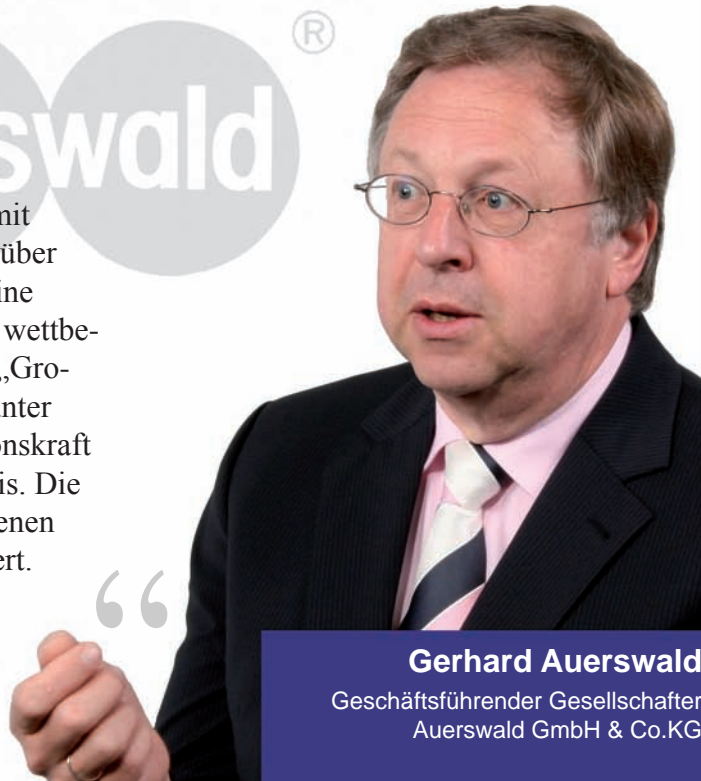 ®
swald
mit
über
ine
wettbe-
„Gro-
unter
onskraft
is. Die
enen
ert.
“
Gerhard Auerswald
Geschäftsführender Gesellschafter
Auerswald GmbH & Co.KG